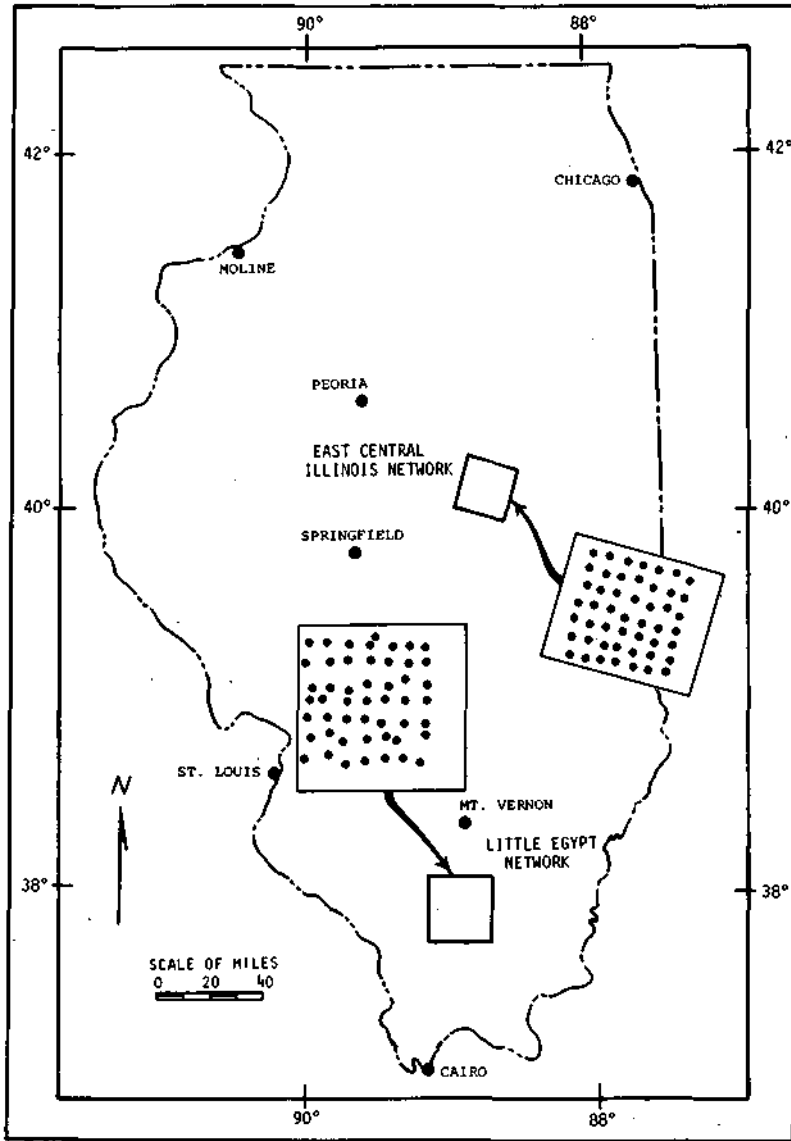 90°
88°
42°
42°
CHICAGO
MOLINE
PEORIA
EAST CENTRAL
ILLINOIS NETWORK
40°
40°
SPRINGFIELD
ST. LOUIS
MT. VERNON
N
LITTLE EGYPT
NETWORK
38°
38°
SCALE OF MILES
0 20 40
CAIRO
90°
88°